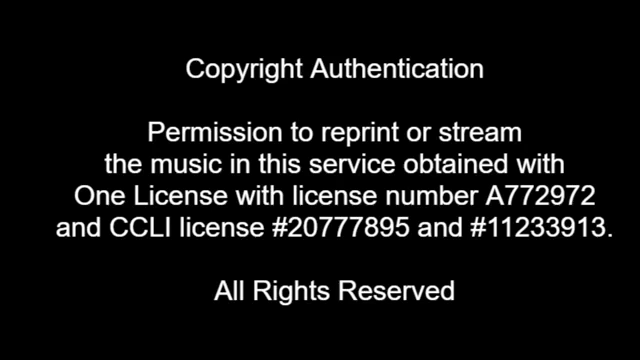 Copyright Authentication
Permission to reprint or stream
the music in this service obtained with
One License with license number A772972
and CCLI license #20777895 and #11233913.
All Rights Reserved